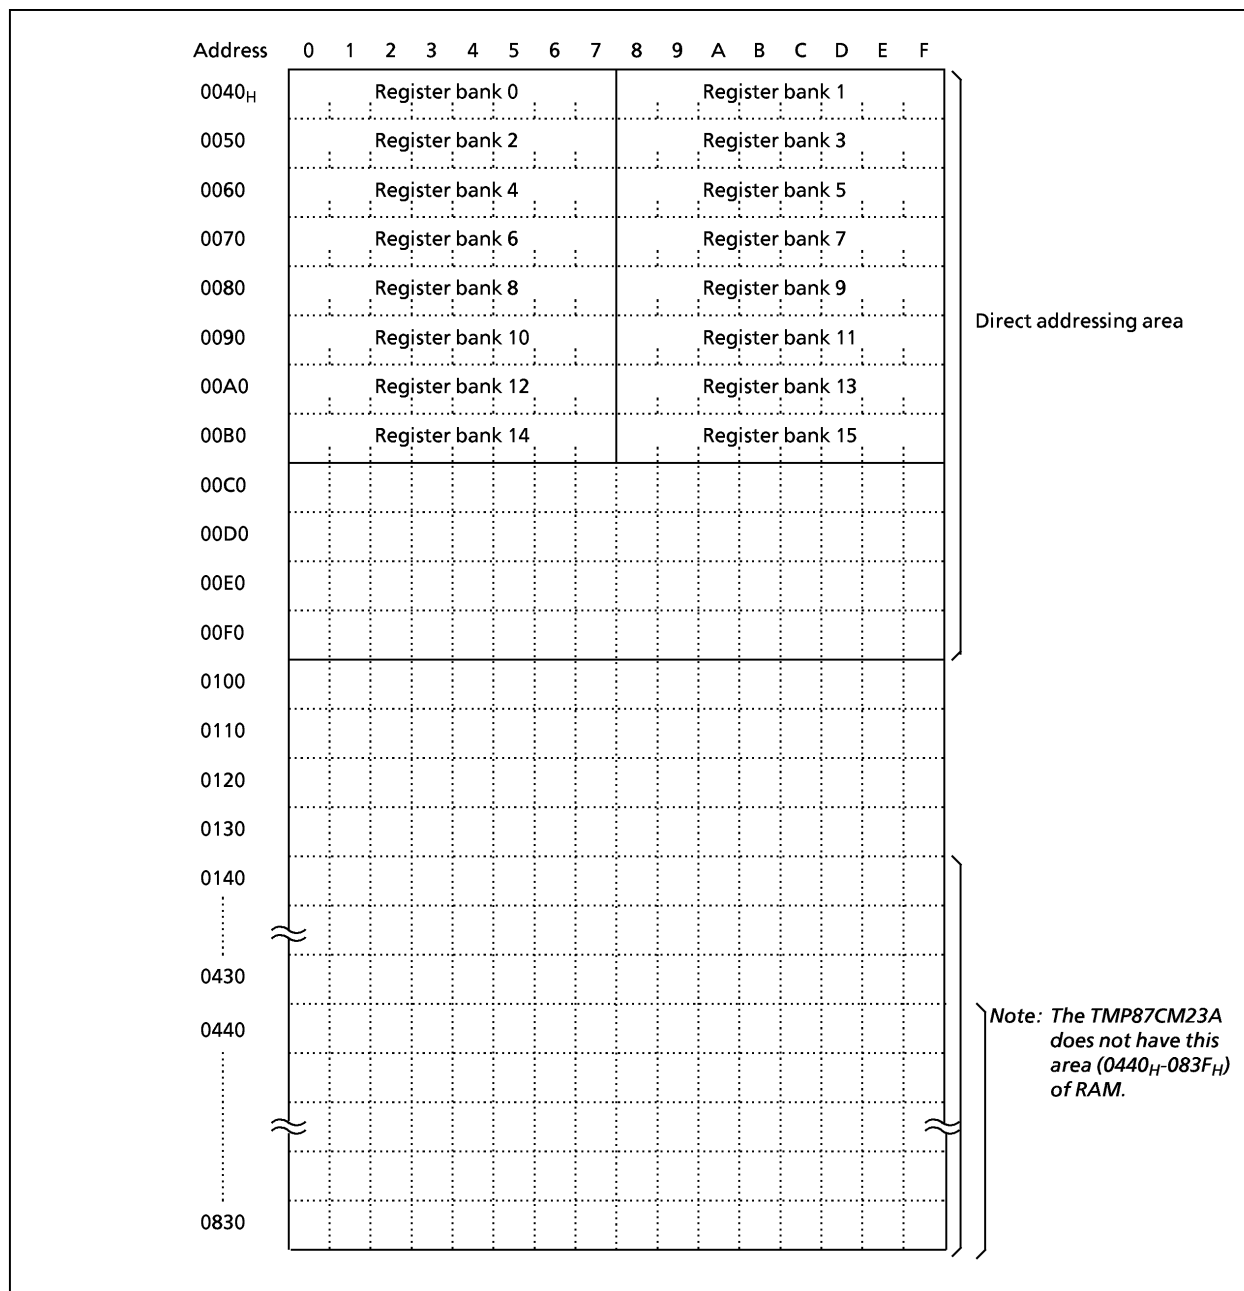 Address 0 1 2 3 4 5 6 7 8 9 A B C D E F
0040H Register bank 0 Register bank 1
0050 Register bank 2 Register bank 3
0060 Register bank 4 Register bank 5
0070 Register bank 6 Register bank 7
0080 Register bank 8 Register bank 9
Direct addressing area
0090 Register bank 10 Register bank 11
00A0 Register bank 12 Register bank 13
00B0 Register bank 14 Register bank 15
00C0
00D0
00E0
00F0
0100
0110
0120
0130
0140
0430
0440
Note: The TMP87CM23A
does not have this
area (0440H-083FH)
of RAM.
0830